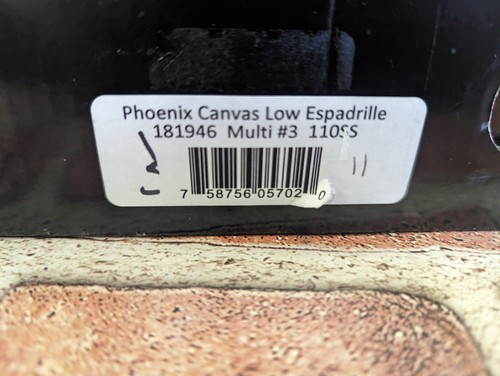 Phoenix Canvas Low Espadrille
181946 Multi #3 110SS
11
7 58756 05702 0